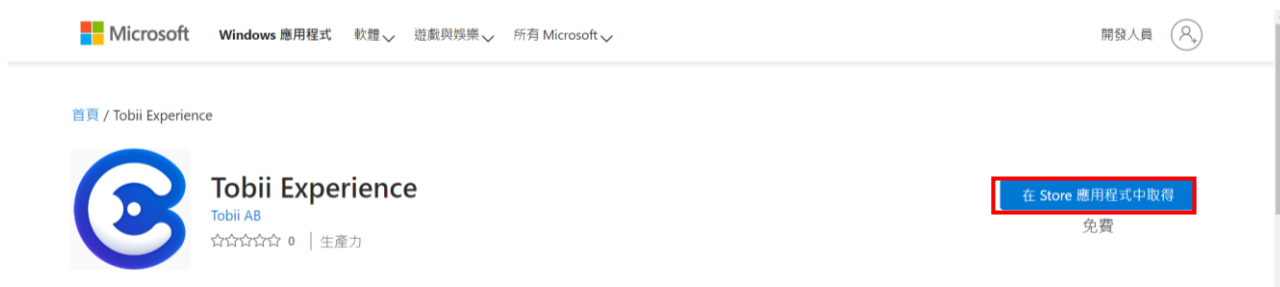 Microsoft Windows 應用程式 軟體 遊戲與娛樂 所有 Microsoft 開發人員
首頁 / Tobii Experience
Tobii Experience
Tobii AB
0 生產力
在 Store 應用程式中取得
免費